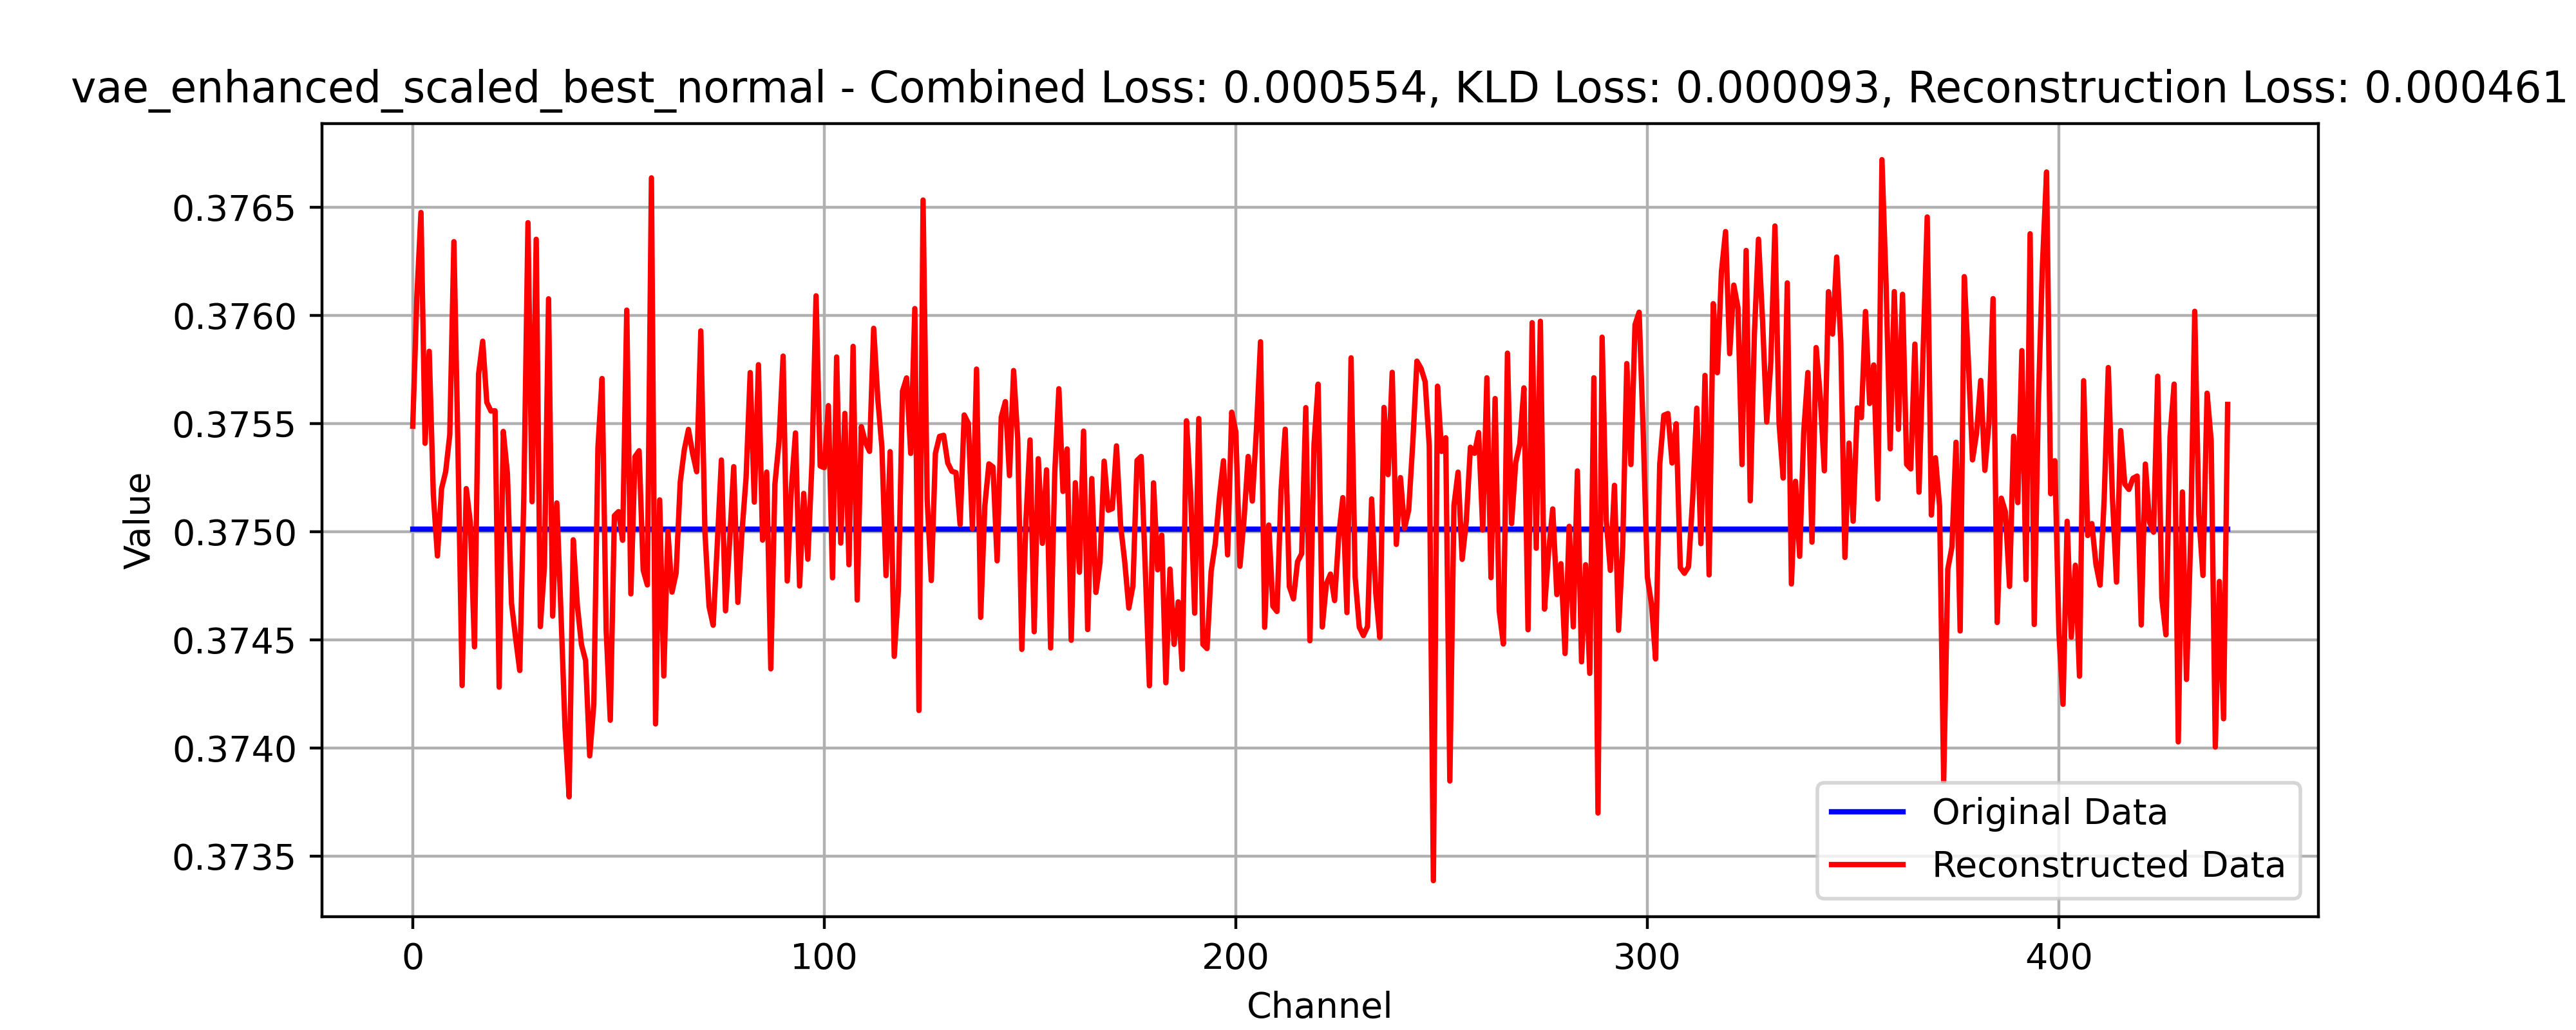 vae_enhanced_scaled_best_normal - Combined Loss: 0.000554, KLD Loss: 0.000093, Reconstruction Loss: 0.000461
0.3765
0.3760
0.3755
0.3750
0.3745
0.3740
0.3735
Value
Original Data
Reconstructed Data
0 100 200 300 400
Channel